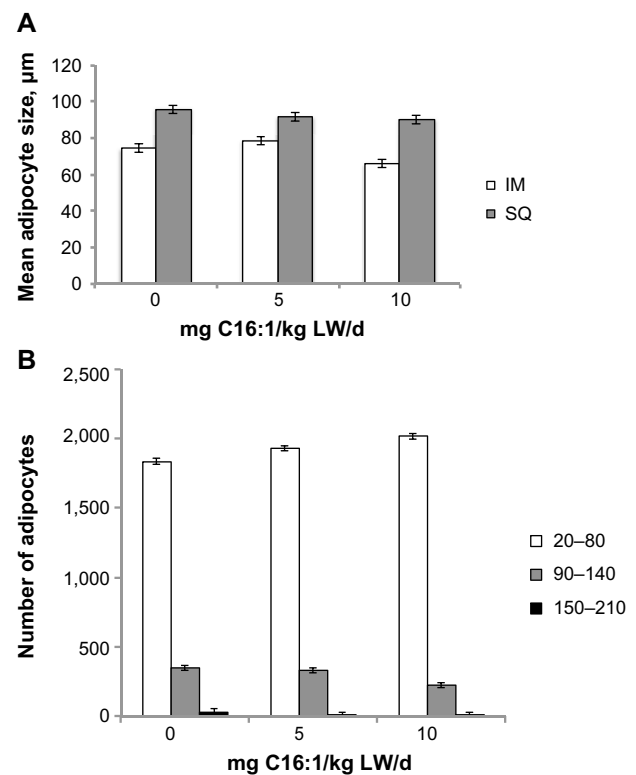 A
Mean adipocyte size, µm
120
100
80
60
40
20
0
0 5 10
mg C16:1/kg LW/d
IM
SQ
B
Number of adipocytes
2,500
2,000
1,500
1,000
500
0
0 5 10
mg C16:1/kg LW/d
20–80
90–140
150–210